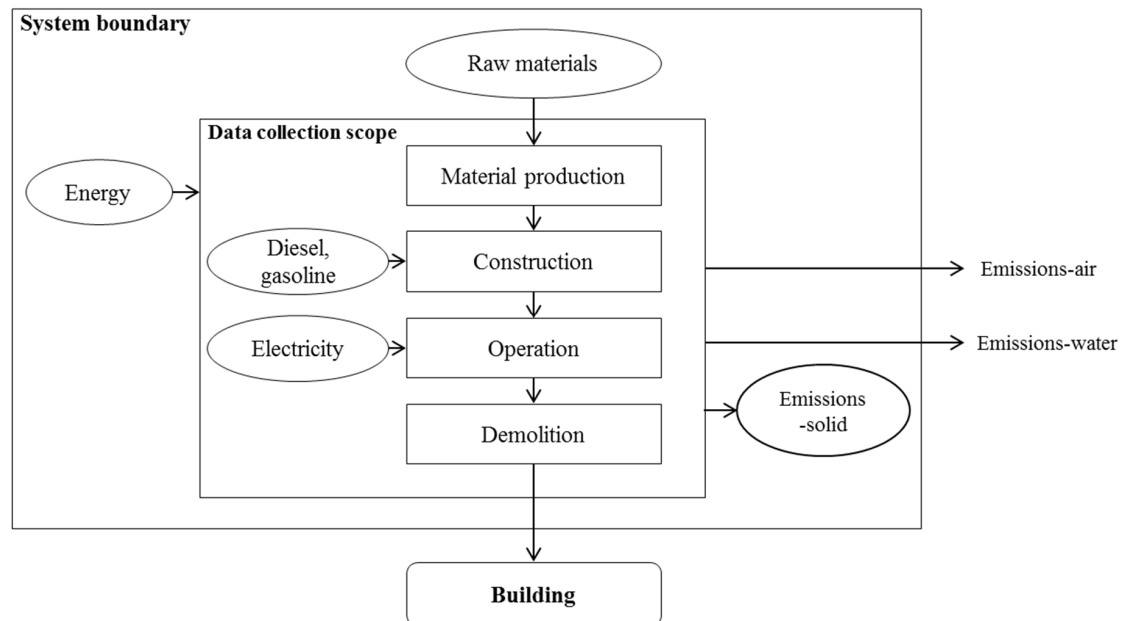 System boundary
Raw materials
Data collection scope
Material production
Energy
Diesel,
gasoline
Construction
Emissions-air
Electricity
Operation
Emissions-water
Emissions
-solid
Demolition
Building